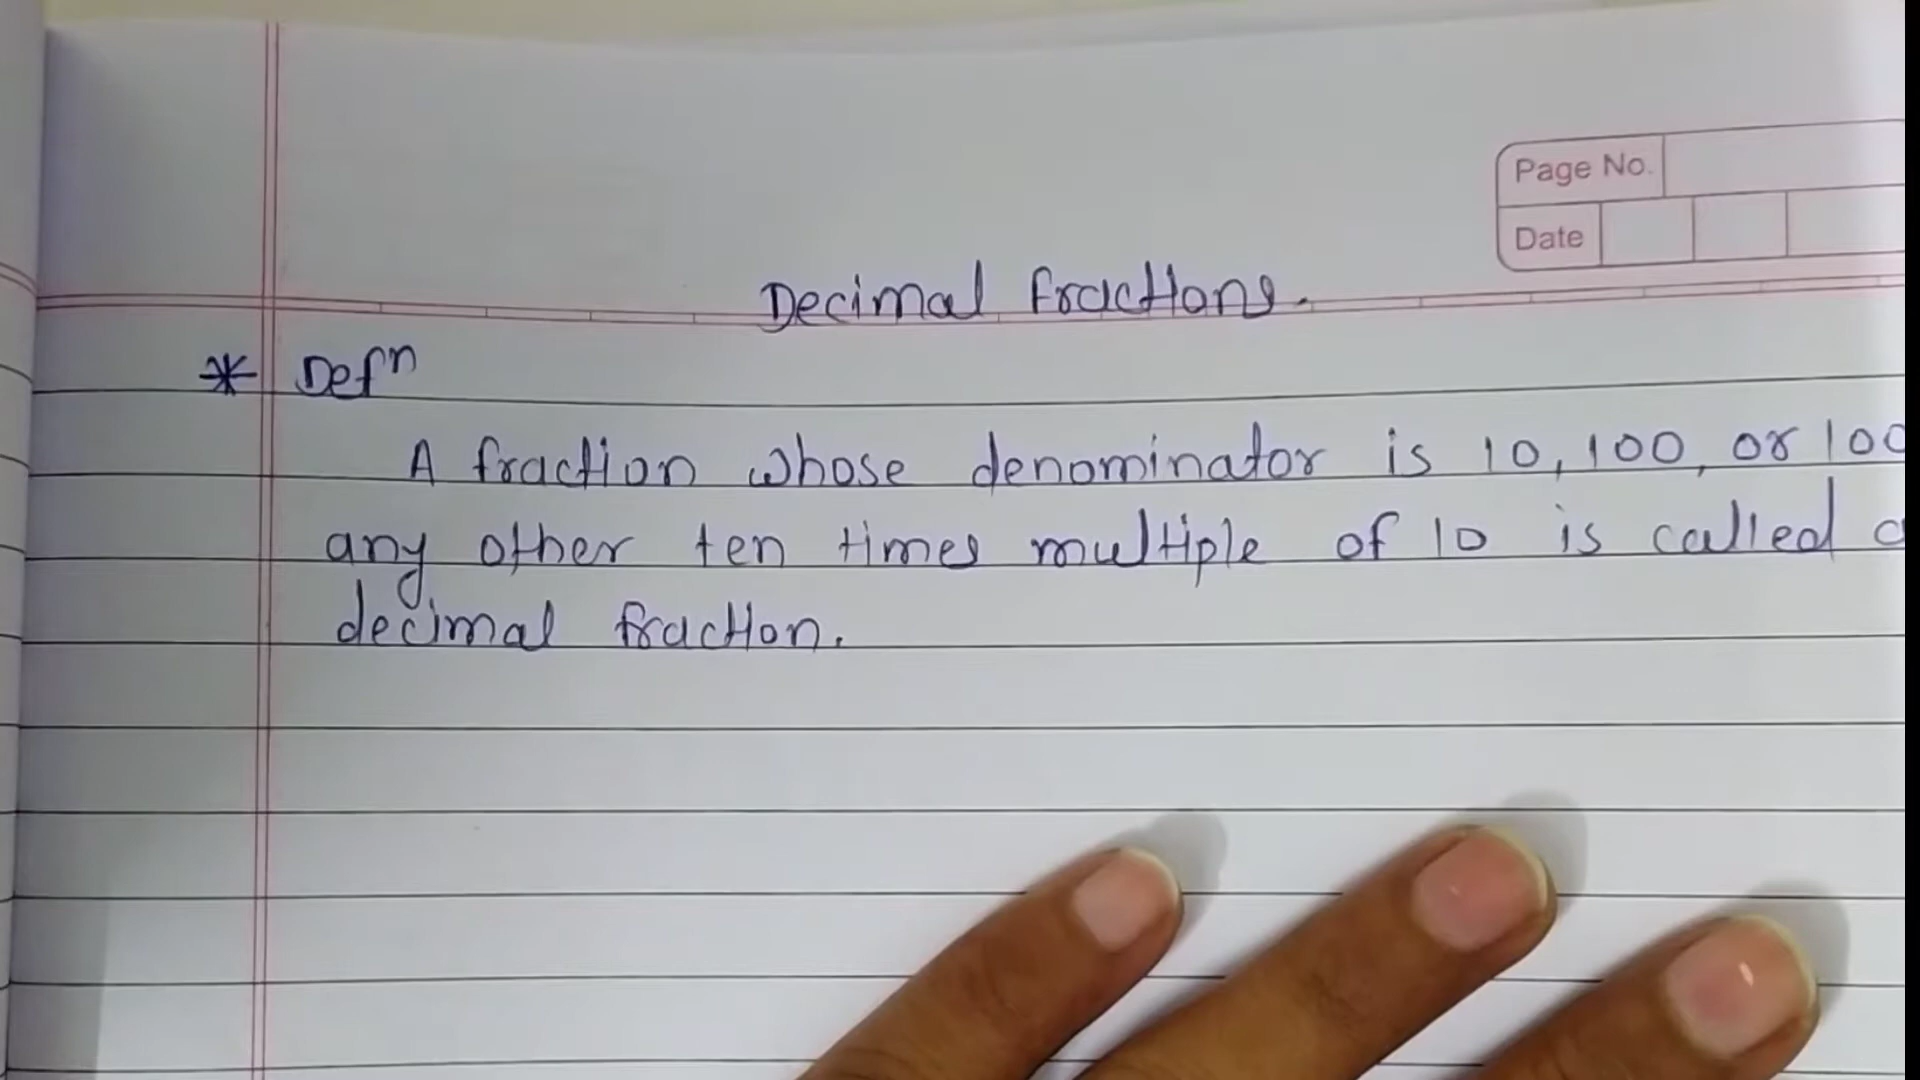 Page No.
Date
Decimal fractions.
* Defn
A fraction whose denominator is 10, 100, or 100
any other ten times multiple of 10 is called
decimal fraction.